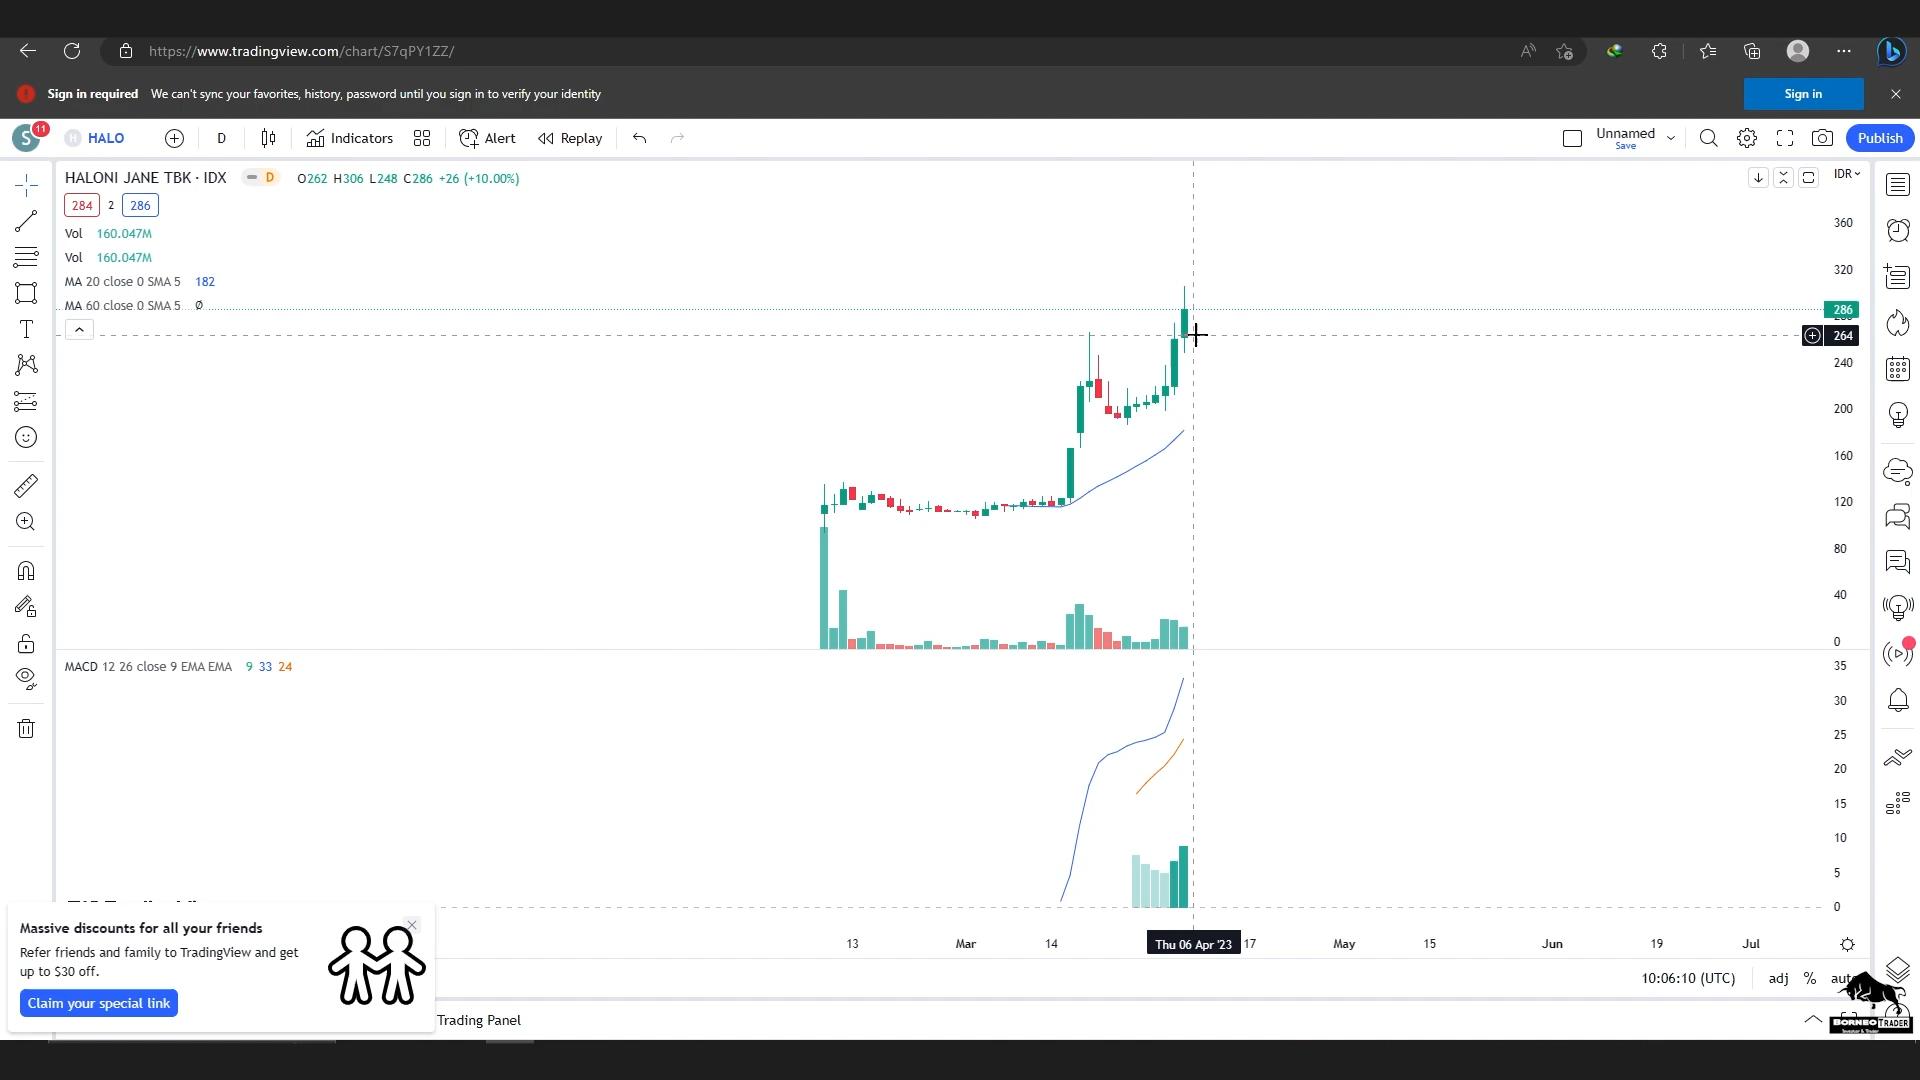 https://www.tradingview.com/chart/S7qPY1ZZ/
Sign in required We can't sync your favorites, history, password until you sign in to verify your identity
Sign in
S 11 H HALO D Indicators Alert Replay Unnamed Save Publish
HALONI JANE TBK · IDX D O262 H306 L248 C286 +26 (+10.00%)
IDR
284 2 286
Vol 160.047M
Vol 160.047M
MA 20 close 0 SMA 5 182
MA 60 close 0 SMA 5 Ø
360
320
286
264
240
200
160
120
80
40
0
MACD 12 26 close 9 EMA EMA 9 33 24
35
30
25
20
15
10
5
0
13 Mar 14 Thu 06 Apr '23 17 May 15 Jun 19 Jul
10:06:10 (UTC) adj %
Massive discounts for all your friends
Refer friends and family to TradingView and get
up to $30 off.
Claim your special link
Trading Panel
BORNEO TRADER